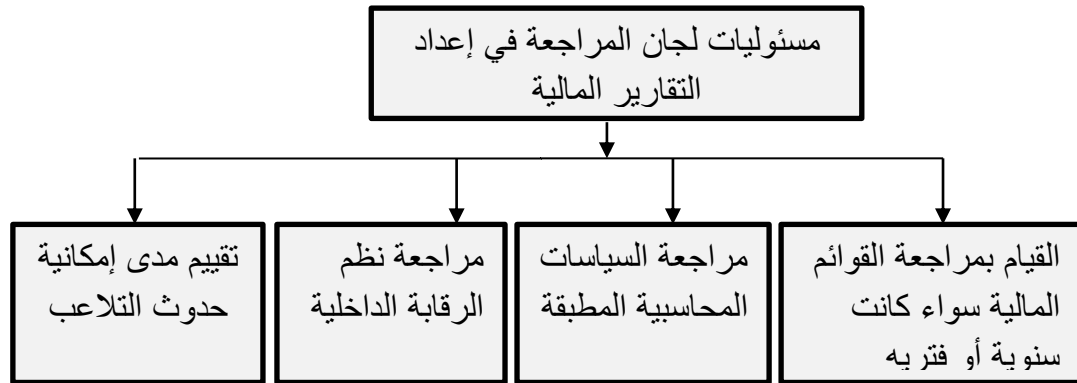 مسئوليات لجان المراجعة في إعداد
التقارير المالية
القيام بمراجعة القوائم
المالية سواء كانت
سنوية أو فتريه
مراجعة السياسات
المحاسبية المطبقة
مراجعة نظم
الرقابة الداخلية
تقييم مدى إمكانية
حدوث التلاعب